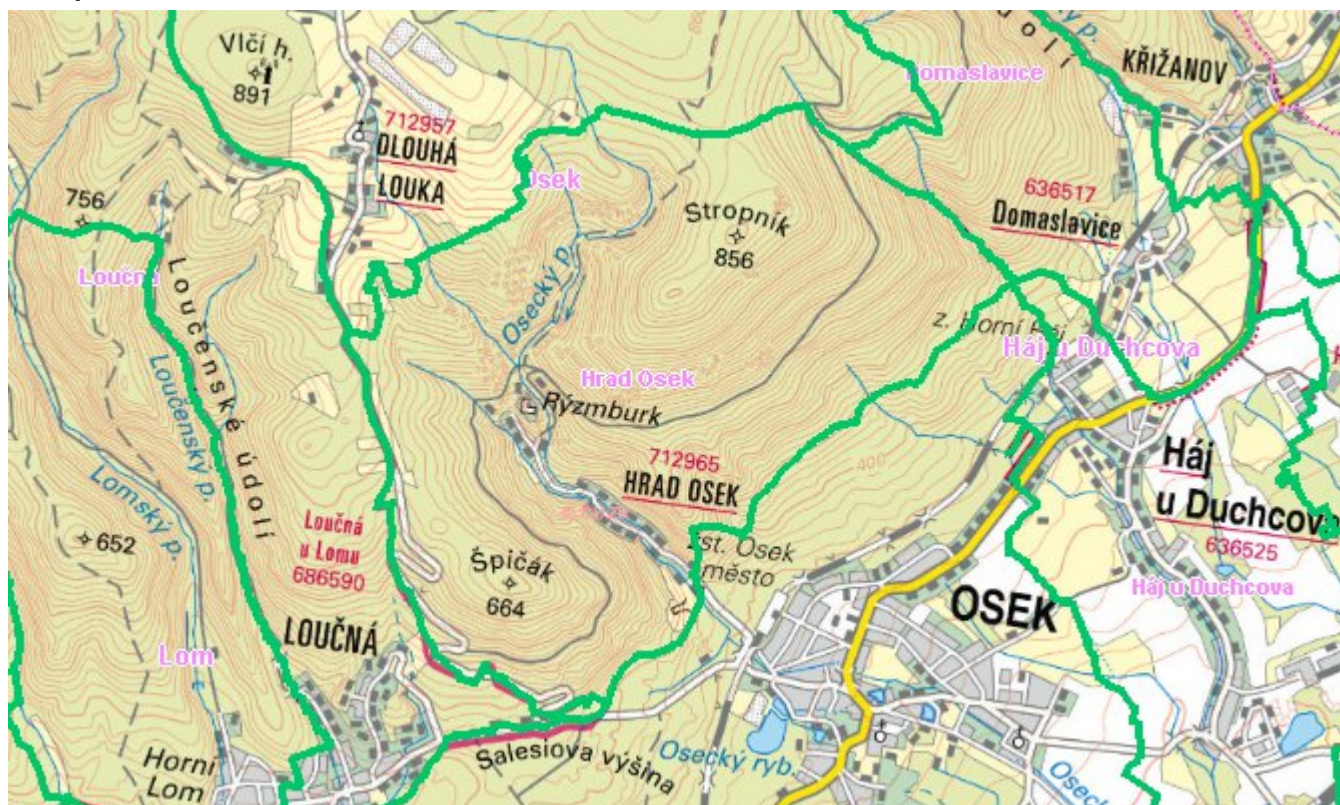 Vlčí h.
891
Domaslavice
KŘIŽANOV
712957
DLOUHÁ
LOUKA
Osek
636517
Domaslavice
756
Stropník
856
Loučná
Loučenské údolí
Osecký p.
z. Horní Háj
Háj u Duchcova
Hrad Osek
Rýzmburk
Loučenský p.
712965
HRAD OSEK
400
Háj
u Duchcova
636525
Lomský p.
652
Loučná
u Lomu
686590
zst. Osek
město
Špičák
664
Háj u Duchcova
OSEK
LOUČNÁ
Lom
Salesiova výšina
Osecký ryb.
Horní
Lom